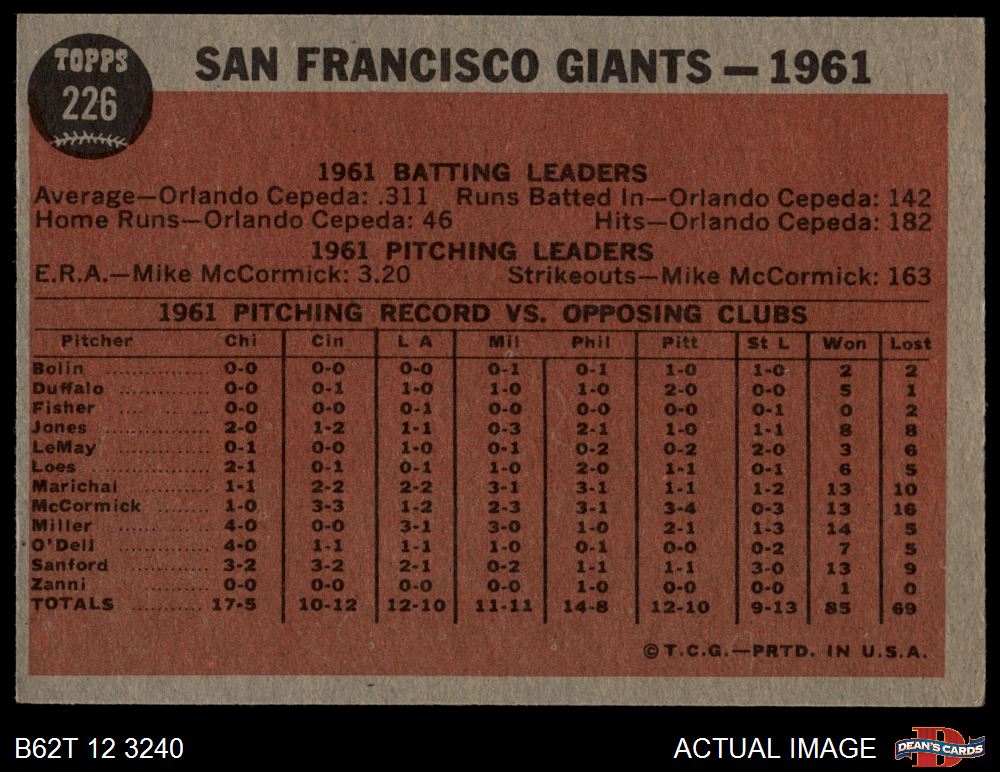 TOPPS
226
SAN FRANCISCO GIANTS — 1961
1961 BATTING LEADERS
Average—Orlando Cepeda: .311 Runs Batted In—Orlando Cepeda: 142
Home Runs—Orlando Cepeda: 46 Hits—Orlando Cepeda: 182
1961 PITCHING LEADERS
E.R.A.—Mike McCormick: 3.20 Strikeouts—Mike McCormick: 163
1961 PITCHING RECORD VS. OPPOSING CLUBS
Pitcher Chi Cin L A Mil Phil Pitt St L Won Lost
Bolin .............. 0-0 0-0 0-0 0-1 0-1 1-0 1-0 2 2
Duffalo .............. 0-0 0-1 1-0 1-0 1-0 2-0 0-0 5 1
Fisher .............. 0-0 0-0 0-1 0-0 0-0 0-0 0-1 0 2
Jones .............. 2-0 1-2 1-1 0-3 2-1 1-0 1-1 8 8
LeMay .............. 0-1 0-0 1-0 0-1 0-2 0-2 2-0 3 6
Loes .............. 2-1 0-1 0-1 1-0 2-0 1-1 0-1 6 5
Marichal ............ 1-1 2-2 2-2 3-1 3-1 1-1 1-2 13 10
McCormick ....... 1-0 3-3 1-2 2-3 3-1 3-4 0-3 13 16
Miller ............ 4-0 0-0 3-1 3-0 1-0 2-1 1-3 14 5
O'Dell ............ 4-0 1-1 1-1 1-0 0-1 0-0 0-2 7 5
Sanford ............ 3-2 3-2 2-1 0-2 1-1 1-1 3-0 13 9
Zanni ............ 0-0 0-0 0-0 0-0 1-0 0-0 0-0 1 0
TOTALS .......... 17-5 10-12 12-10 11-11 14-8 12-10 9-13 85 69
©T.C.G.—PRTD. IN U.S.A.
B62T 12 3240 ACTUAL IMAGE D DEAN'S CARDS